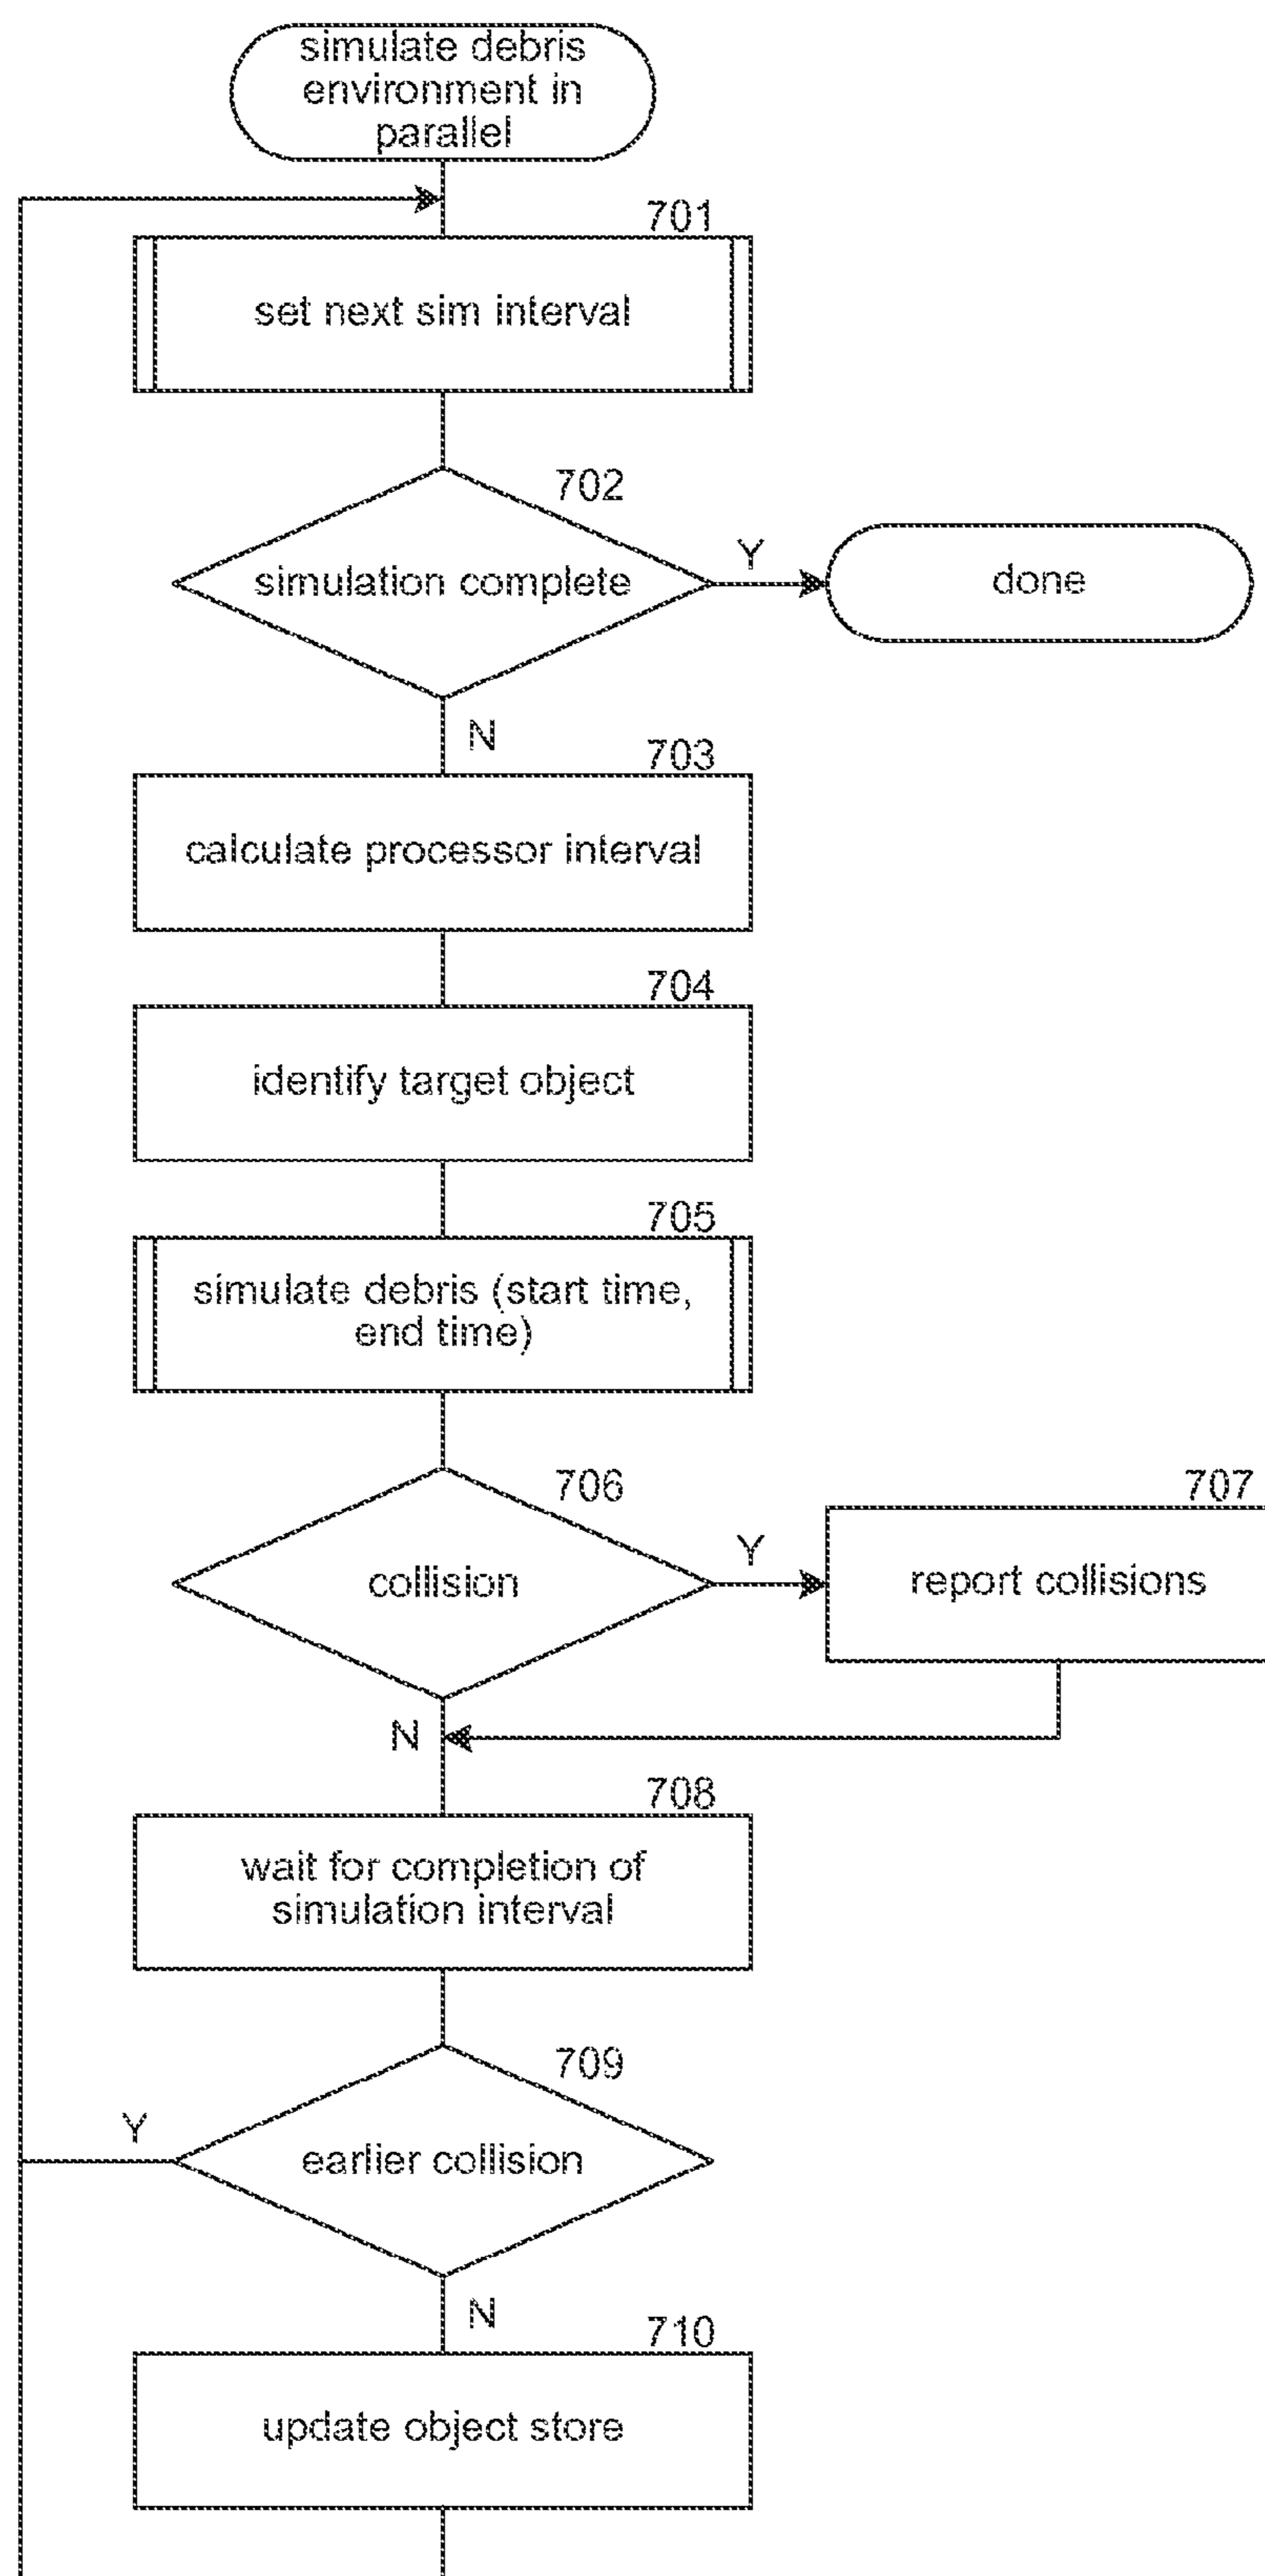 simulate debris
environment in
parallel
701
set next sim interval
702
simulation complete
Y
done
N
703
calculate processor interval
704
identify target object
705
simulate debris (start time,
end time)
706
collision
Y
707
report collisions
N
708
wait for completion of
simulation interval
709
Y
earlier collision
N
710
update object store